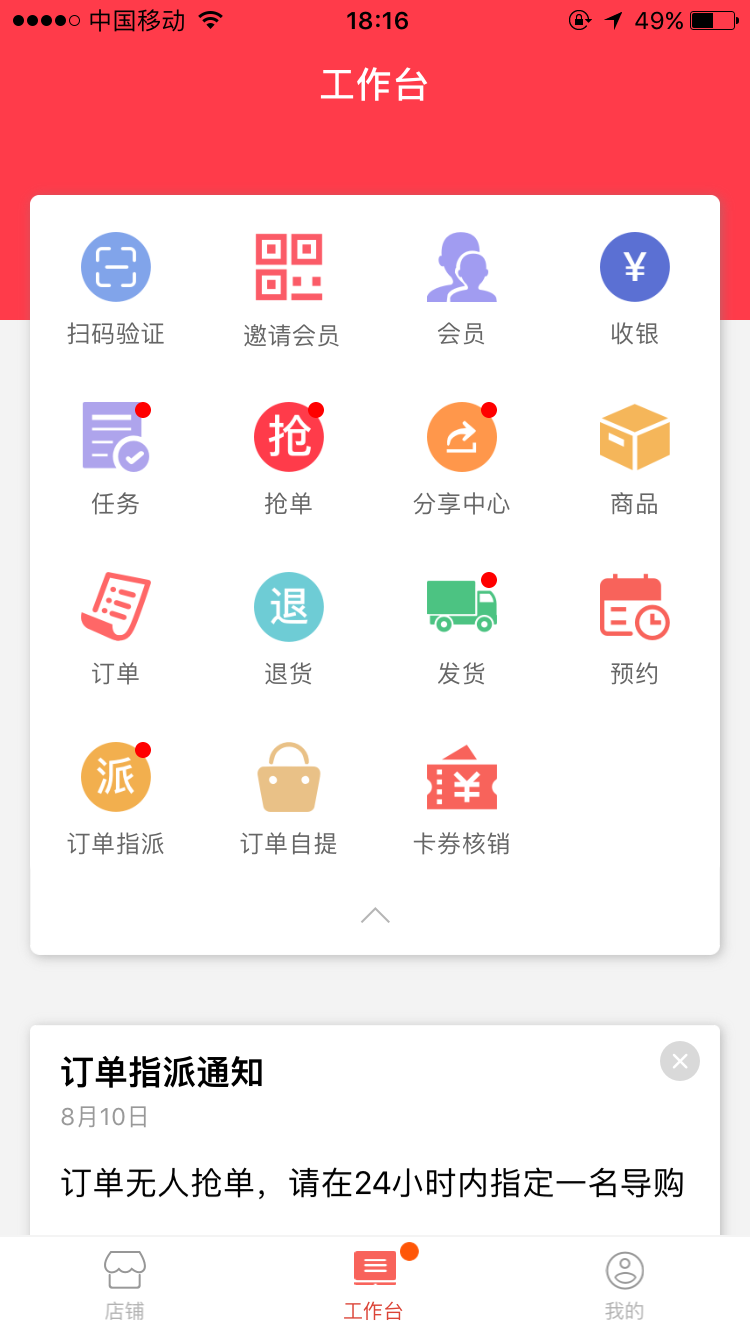 中国移动 18:16 49%
工作台
扫码验证 邀请会员 会员 收银
¥
抢
任务 抢单 分享中心 商品
退
订单 退货 发货 预约
派
¥
订单指派 订单自提 卡券核销
订单指派通知
8月10日
订单无人抢单，请在24小时内指定一名导购
店铺 工作台 我的